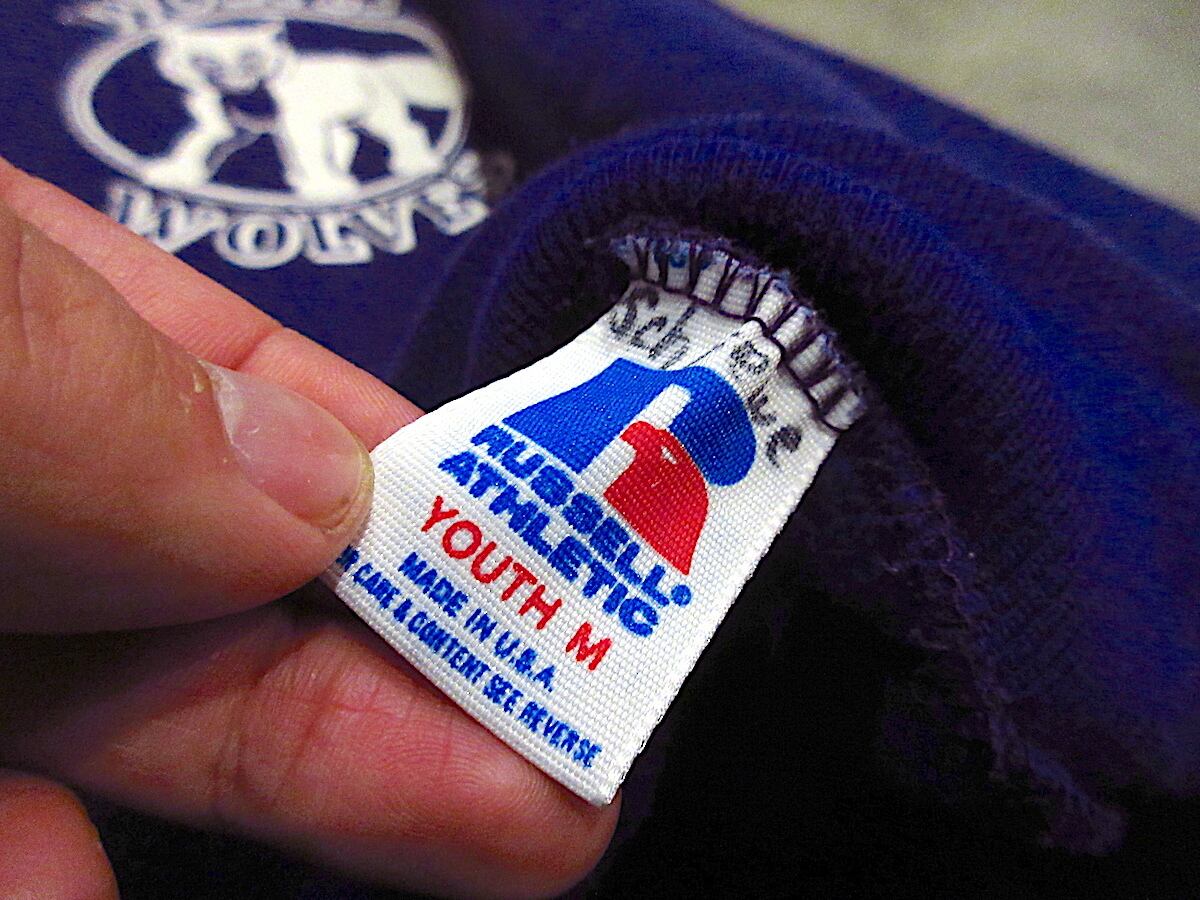 WOLVE
RUSSELL®
ATHLETIC
YOUTH M
MADE IN U.S.A.
CARE & CONTENT SEE REVERSE